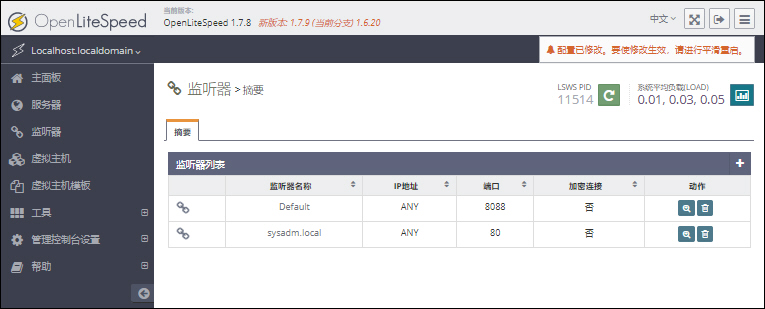 当前版本:
OpenLiteSpeed
OpenLiteSpeed 1.7.8 新版本: 1.7.9 (当前分支) 1.6.20
中文
Localhost.localdomain
配置已修改。要使修改生效，请进行平滑重启。
主面板
服务器
监听器
虚拟主机
虚拟主机模板
工具
管理控制台设置
帮助
监听器 > 摘要
LSWS PID
11514
系统平均负载(LOAD)
0.01, 0.03, 0.05
摘要
监听器列表
监听器名称 IP地址 端口 加密连接 动作
Default ANY 8088 否
sysadm.local ANY 80 否